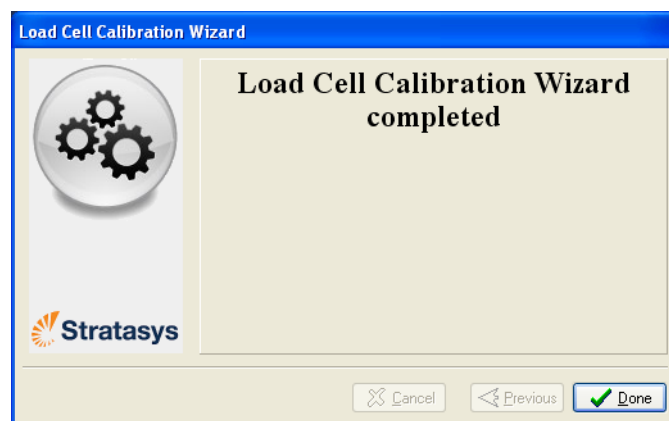 Load Cell Calibration Wizard
Load Cell Calibration Wizard
completed
Stratasys
Cancel
Previous
Done